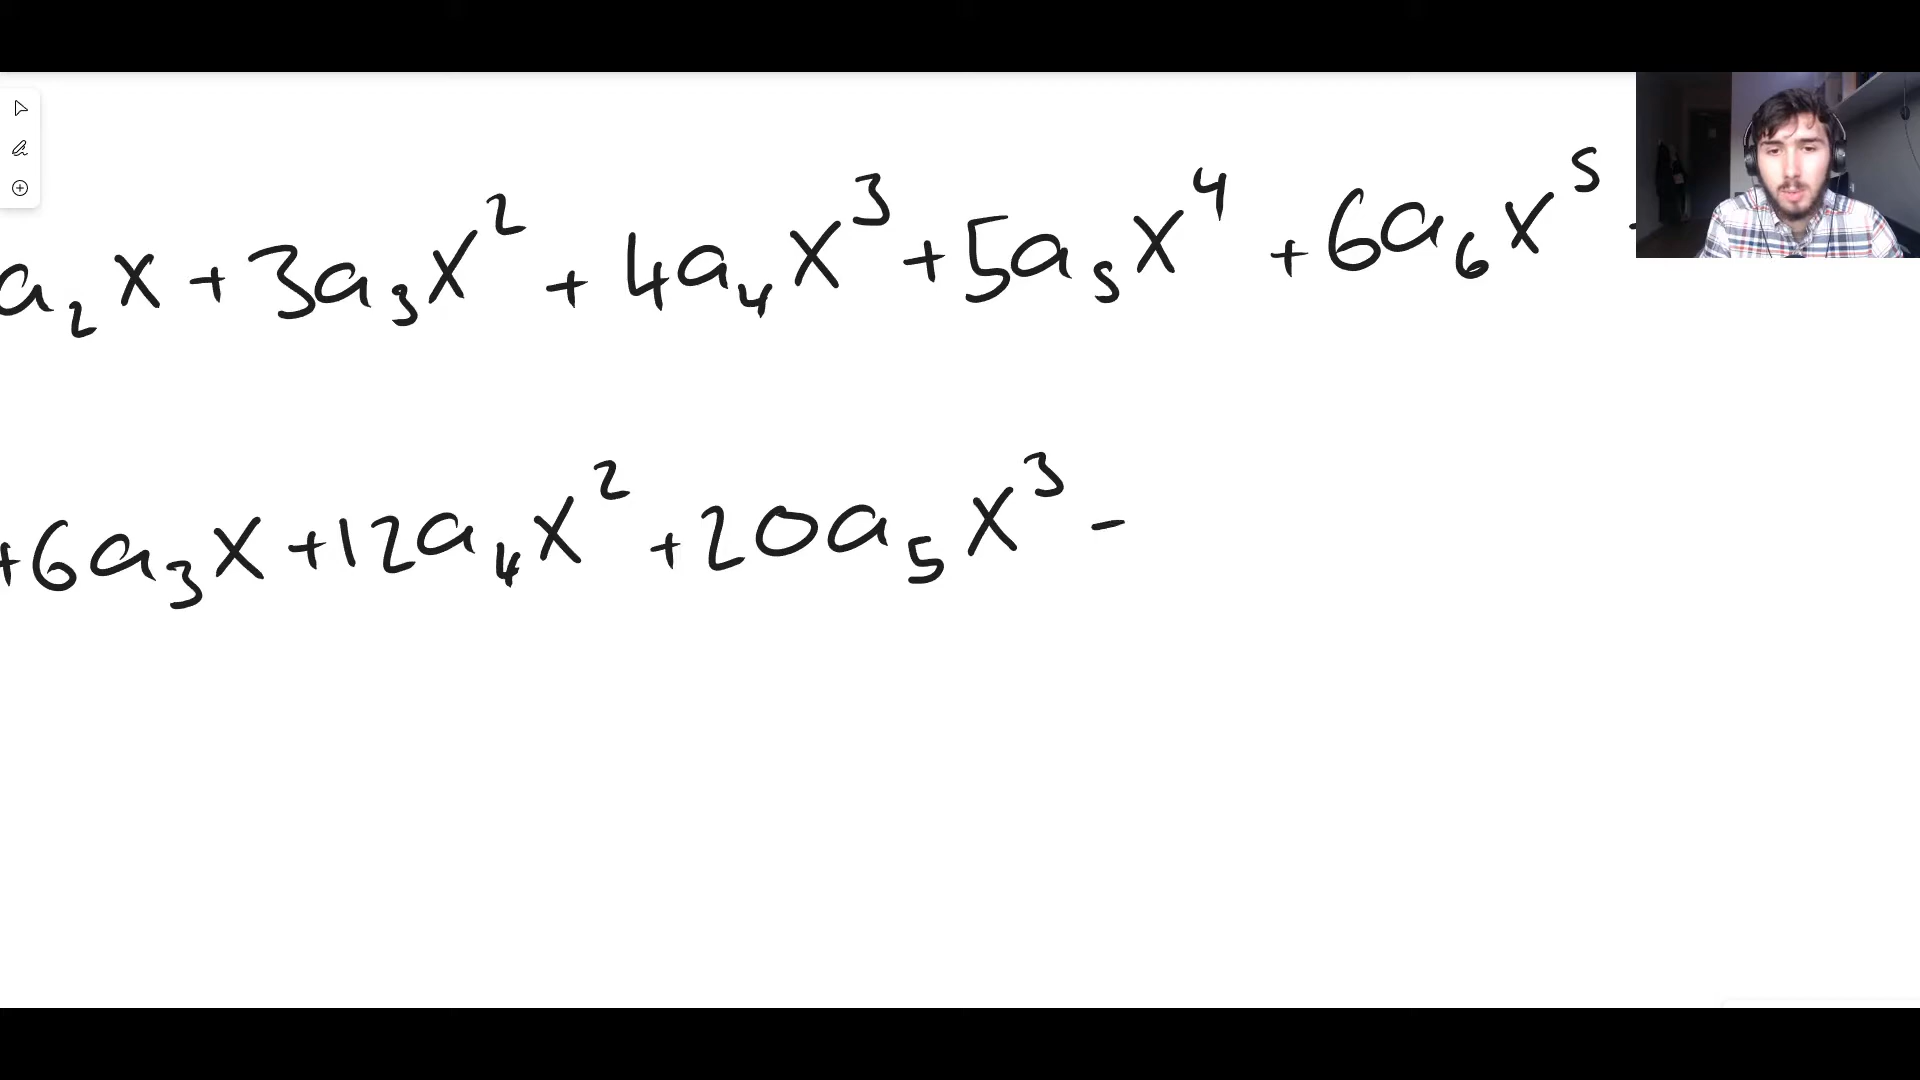 a₂x + 3a₃x² + 4a₄x³ + 5a₅x⁴ + 6a₆x⁵
+6a₃x + 12a₄x² + 20a₅x³ -